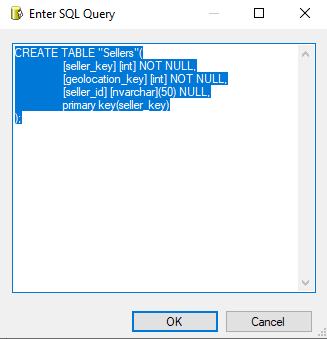 Enter SQL Query
CREATE TABLE "Sellers"(
[seller_key] [int] NOT NULL,
[geolocation_key] [int] NOT NULL,
[seller_id] [nvarchar](50) NULL,
primary key(seller_key)
);
OK
Cancel